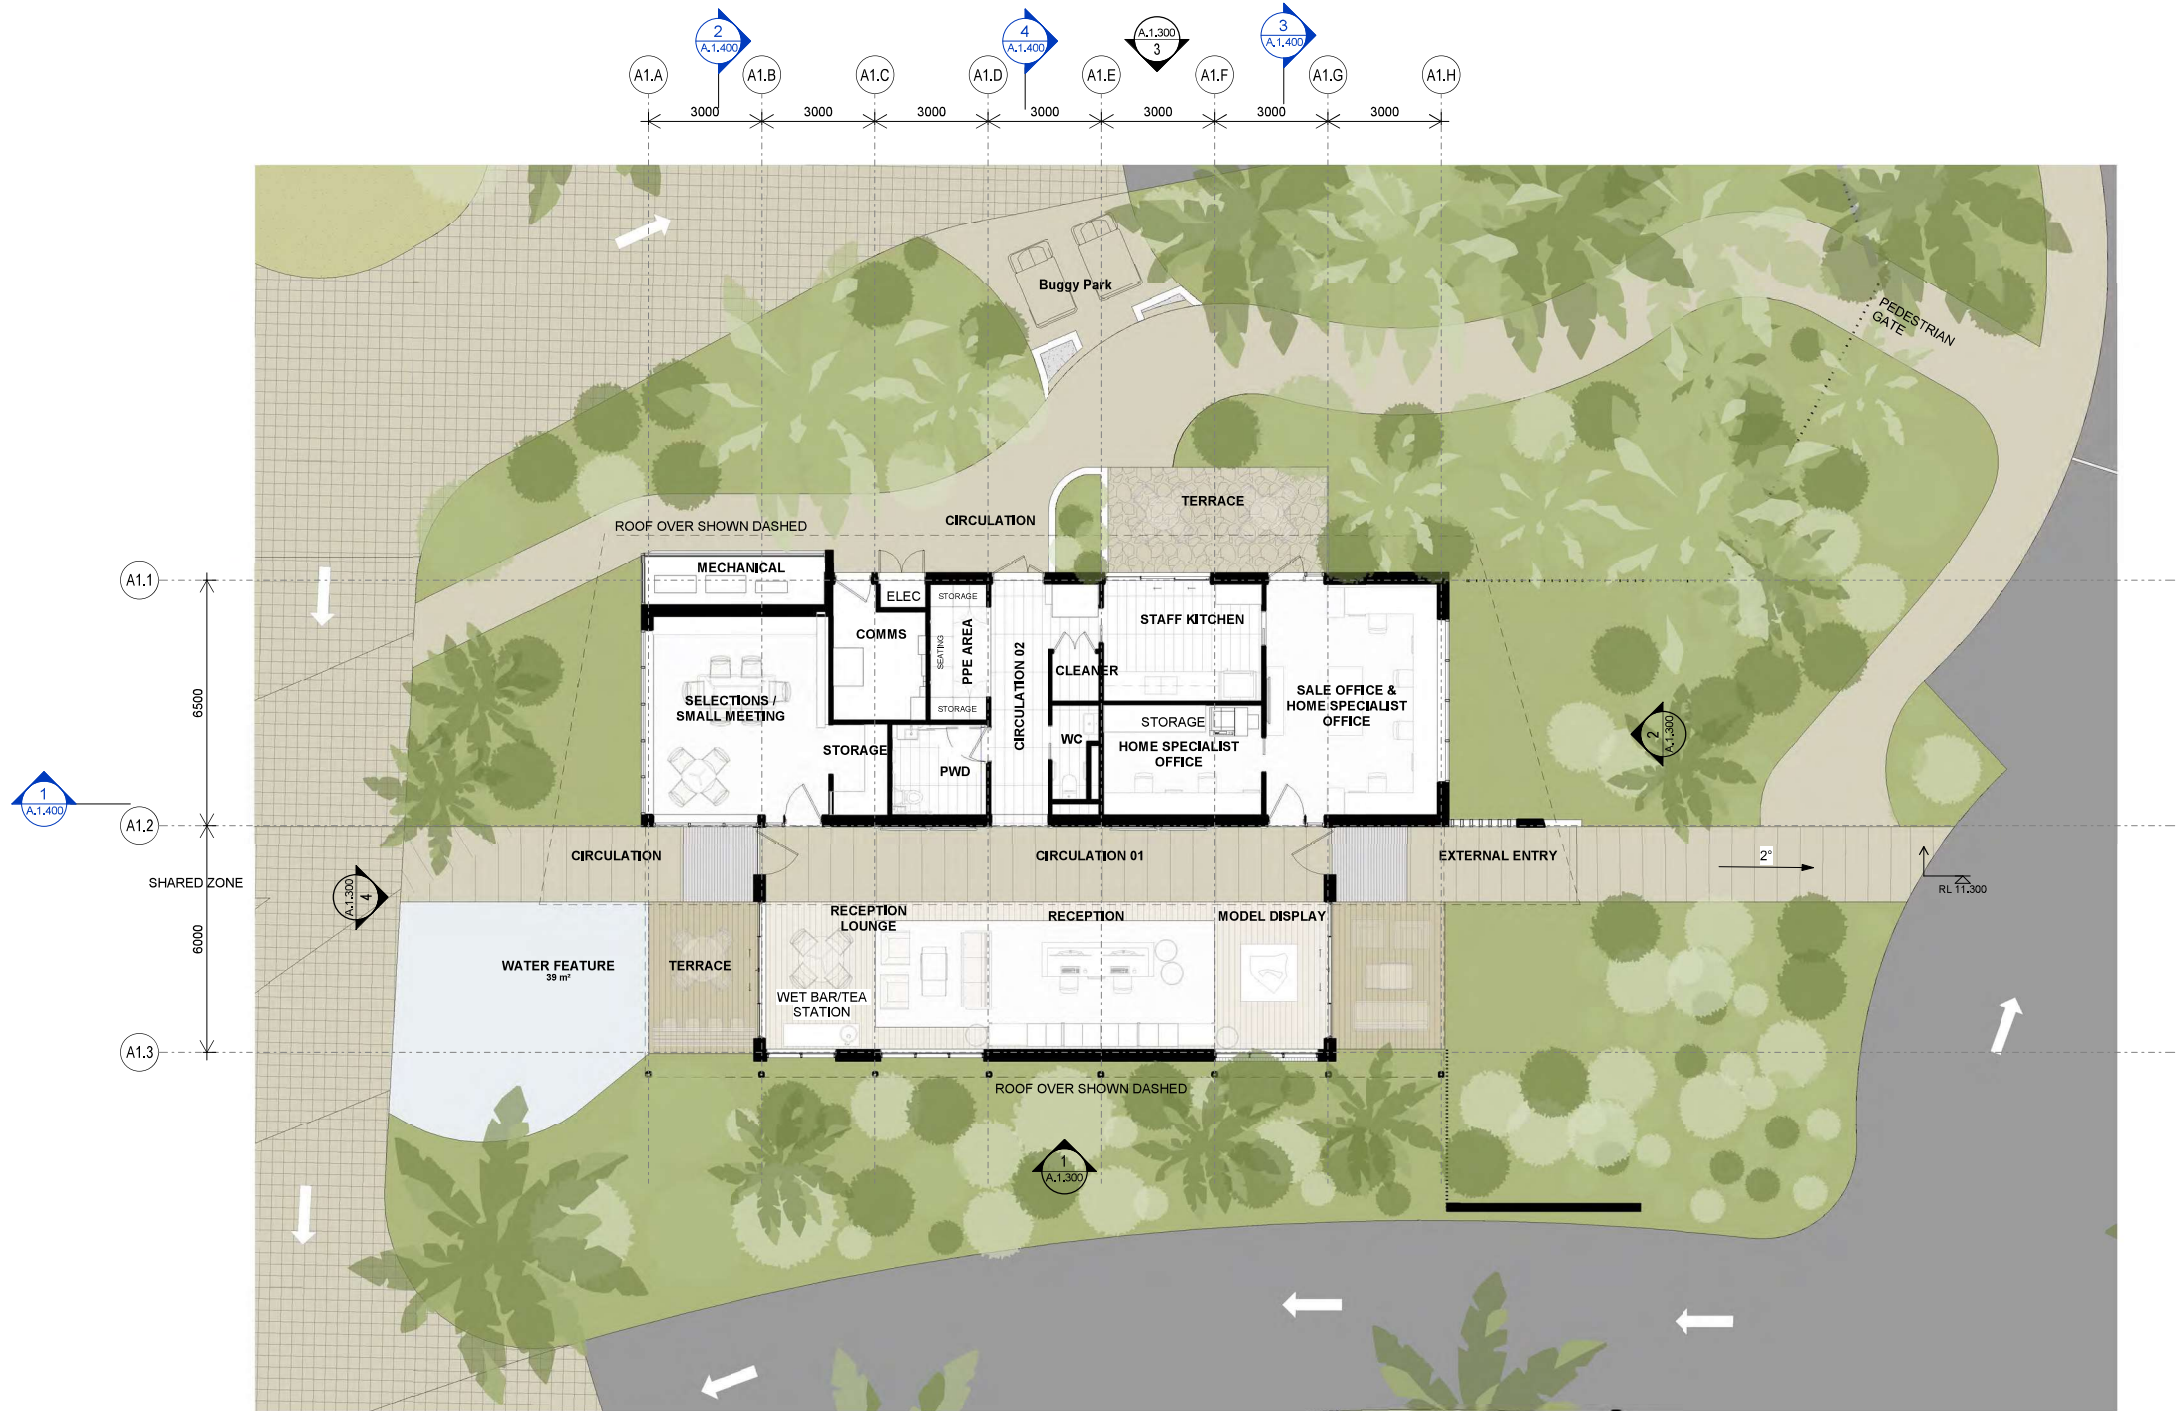 2
A.1.400
4
A.1.400
A.1.300
3
3
A.1.400
A1.A
A1.B
A1.C
A1.D
A1.E
A1.F
A1.G
A1.H
3000
3000
3000
3000
3000
3000
3000
Buggy Park
PEDESTRIAN
GATE
TERRACE
CIRCULATION
ROOF OVER SHOWN DASHED
A1.1
MECHANICAL
ELEC
STORAGE
COMMS
SEATING
PPE AREA
CIRCULATION 02
STAFF KITCHEN
CLEANER
STORAGE
SELECTIONS /
SMALL MEETING
SALE OFFICE &
HOME SPECIALIST
OFFICE
6500
STORAGE
STORAGE
WC
HOME SPECIALIST
OFFICE
PWD
2
A.1.300
1
A.1.400
A1.2
CIRCULATION
CIRCULATION 01
EXTERNAL ENTRY
2°
SHARED ZONE
RL 11.300
A.1.300
4
RECEPTION
LOUNGE
RECEPTION
MODEL DISPLAY
6000
WATER FEATURE
39 m²
TERRACE
WET BAR/TEA
STATION
A1.3
ROOF OVER SHOWN DASHED
1
A.1.300